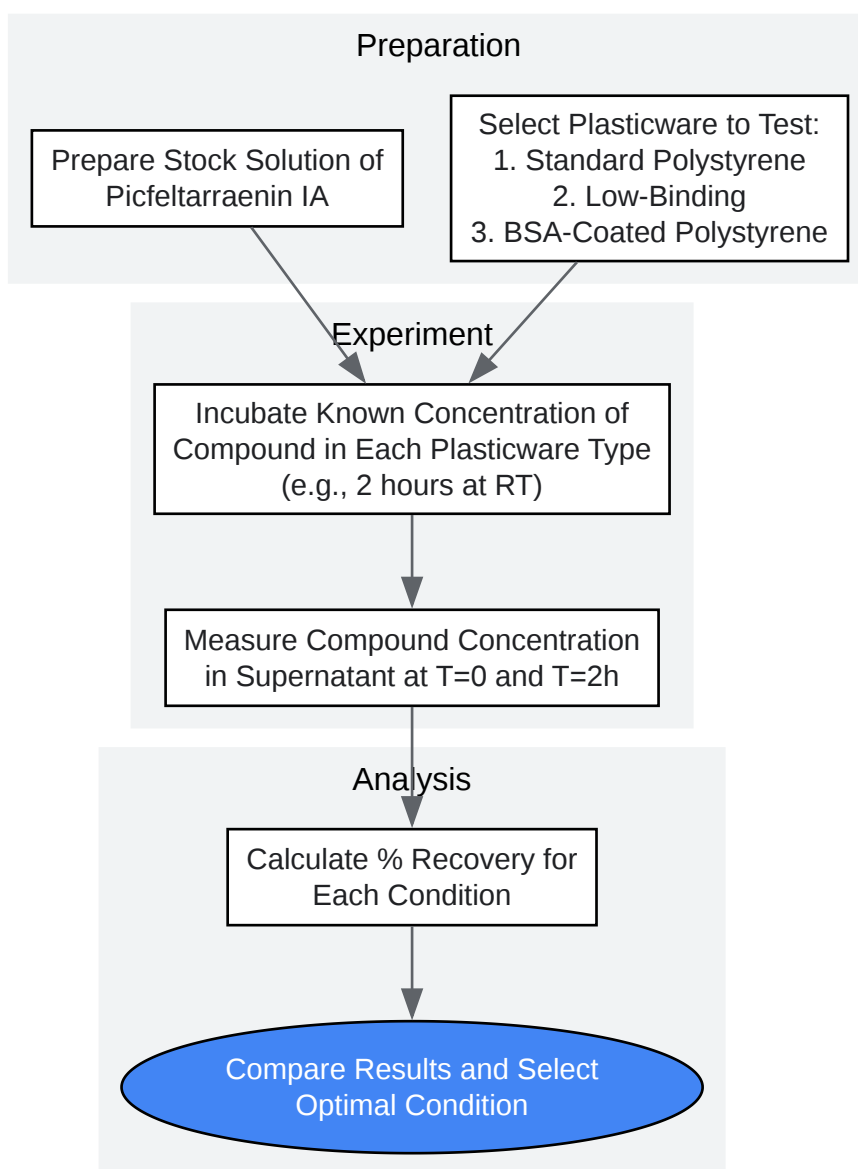 Preparation
Prepare Stock Solution of
Picfeltarraenin IA
Select Plasticware to Test:
1. Standard Polystyrene
2. Low-Binding
3. BSA-Coated Polystyrene
Experiment
Incubate Known Concentration of
Compound in Each Plasticware Type
(e.g., 2 hours at RT)
Measure Compound Concentration
in Supernatant at T=0 and T=2h
Analysis
Calculate % Recovery for
Each Condition
Compare Results and Select
Optimal Condition